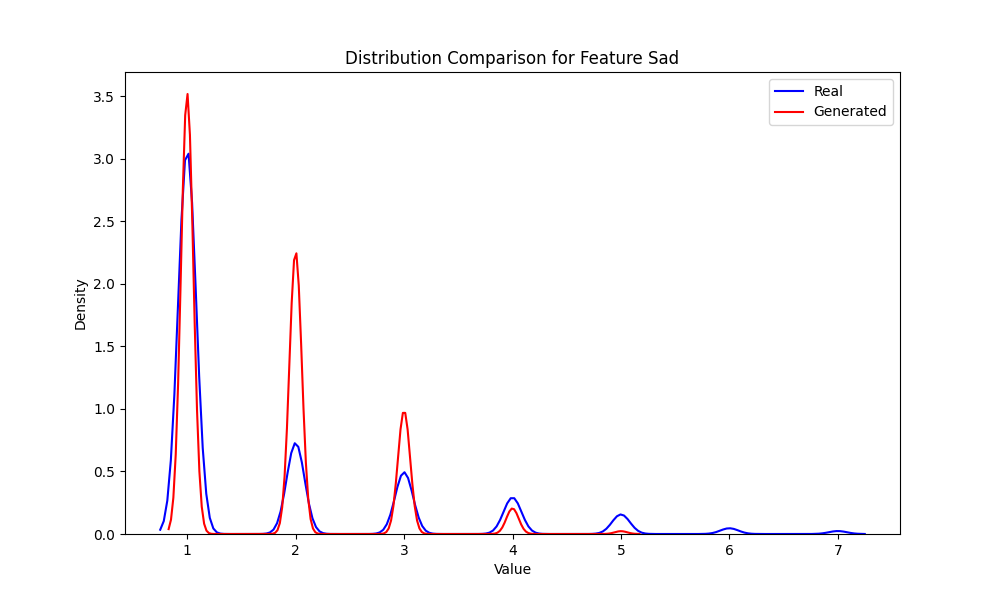 Distribution Comparison for Feature Sad
Real
Generated
Density
3.5
3.0
2.5
2.0
1.5
1.0
0.5
0.0
1 2 3 4 5 6 7
Value